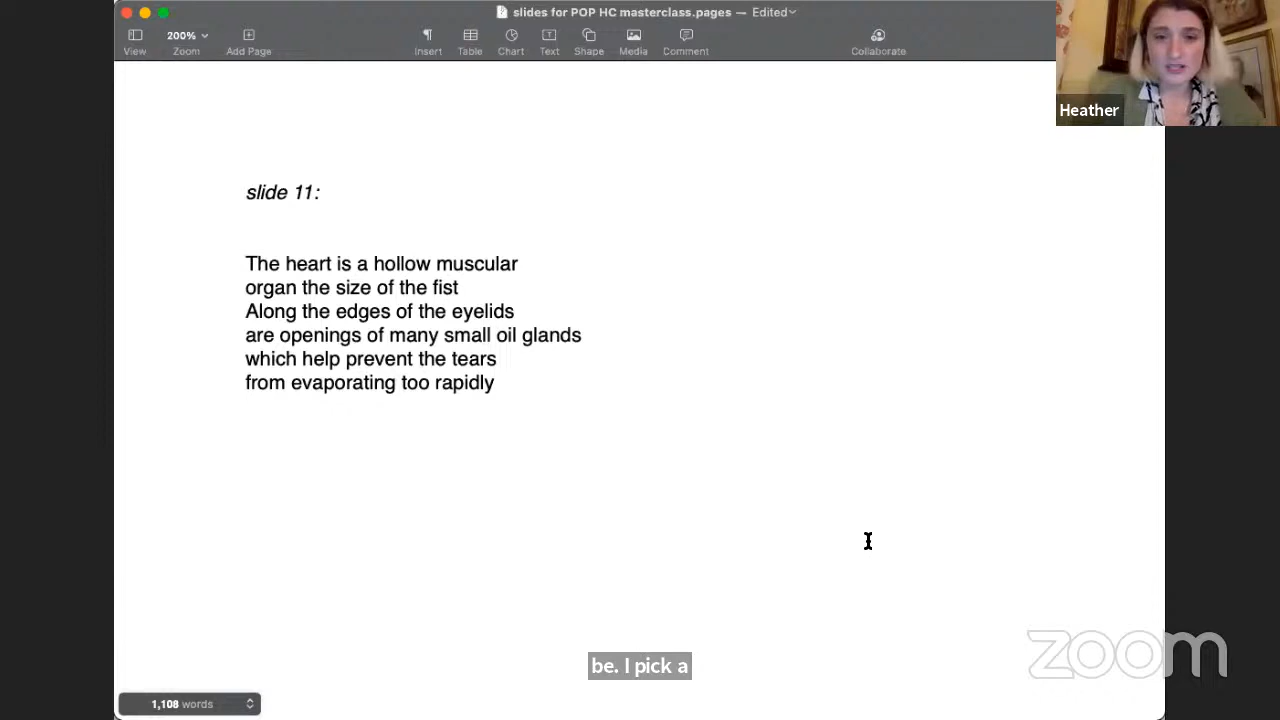 slides for POP HC masterclass.pages — Edited
200%
View
Zoom
Add Page
Insert
Table
Chart
Text
Shape
Media
Comment
Collaborate
Heather
slide 11:
The heart is a hollow muscular
organ the size of the fist
Along the edges of the eyelids
are openings of many small oil glands
which help prevent the tears
from evaporating too rapidly
be. I pick a
zoom
1,108 words